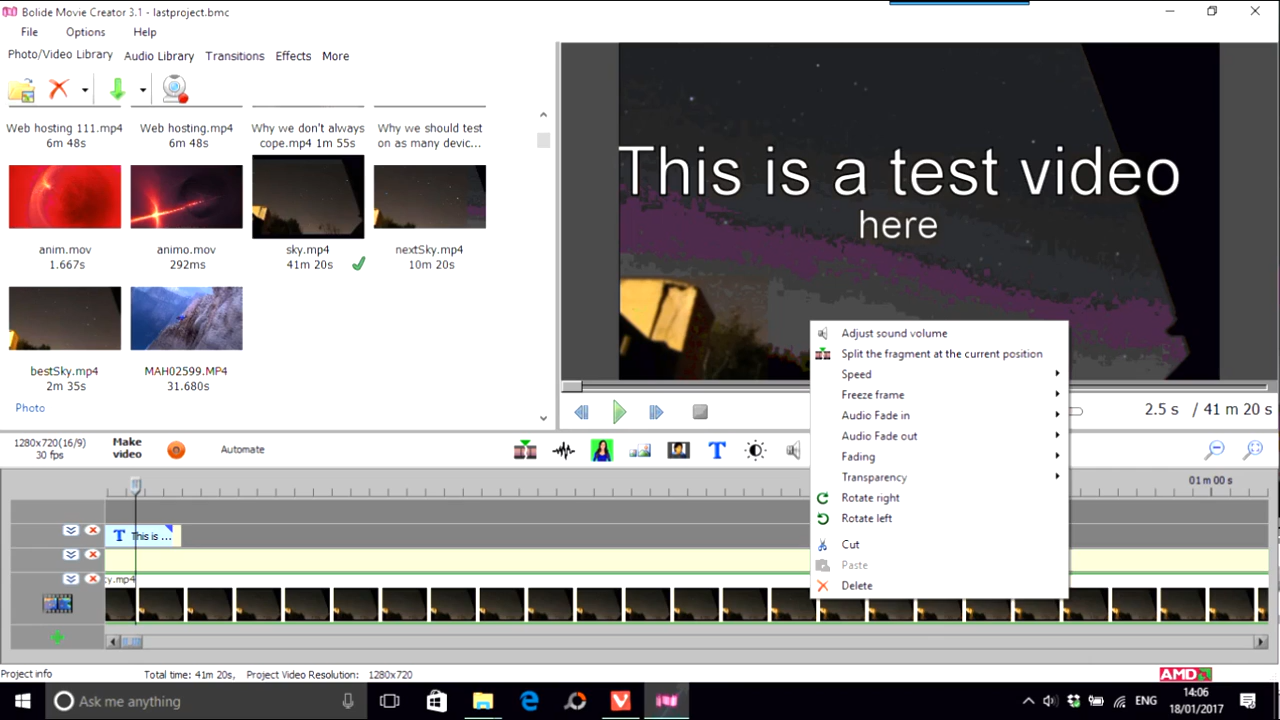 Bolide Movie Creator 3.1 - lastproject.bmc
File Options Help
Photo/Video Library Audio Library Transitions Effects More
Web hosting 111.mp4
6m 48s
Web hosting.mp4
6m 48s
Why we don't always
cope.mp4 1m 55s
Why we should test
on as many devic...
anim.mov
1.667s
animo.mov
292ms
sky.mp4
41m 20s
nextSky.mp4
10m 20s
bestSky.mp4
2m 35s
MAH02599.MP4
31.680s
Photo
This is a test video
here
2.5 s / 41 m 20 s
1280x720(16/9)
30 fps
Make
video
Automate
Adjust sound volume
Split the fragment at the current position
Speed
Freeze frame
Audio Fade in
Audio Fade out
Fading
Transparency
Rotate right
Rotate left
Cut
Paste
Delete
01 m 00 s
T This is ...
y.mp4
Project info Total time: 41m 20s, Project Video Resolution: 1280x720
AMD
Ask me anything
ENG
14:06
18/01/2017